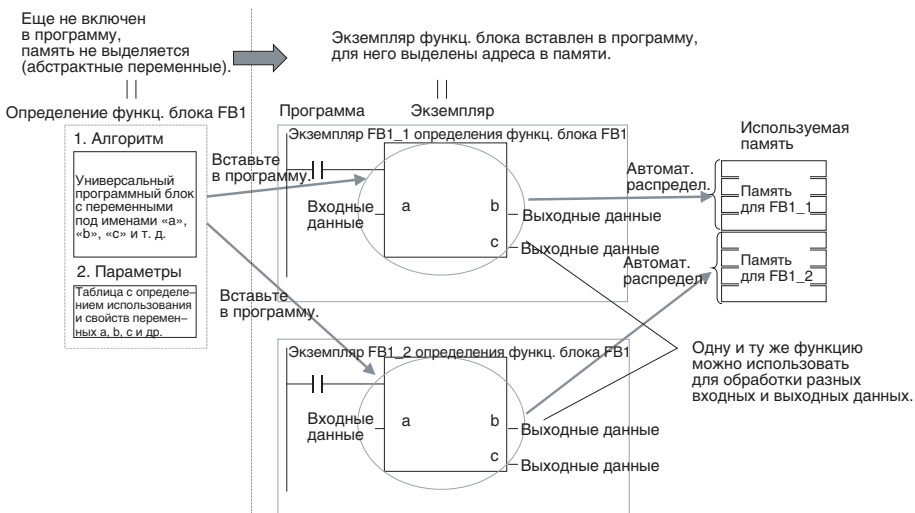 Еще не включен
в программу,
память не выделяется
(абстрактные переменные).
Экземпляр функц. блока вставлен в программу,
для него выделены адреса в памяти.
Определение функц. блока FB1
Программа
Экземпляр
1. Алгоритм
Универсальный
программный блок
с переменными
под именами «a»,
«b», «c» и т. д.
2. Параметры
Таблица с определе–
нием использования
и свойств перемен–
ных a, b, c и др.
Вставьте
в программу.
Вставьте
в программу.
Экземпляр FB1_1 определения функц. блока FB1
Входные
данные
a
b
c
Выходные данные
Выходные данные
Автомат.
распредел.
Автомат.
распредел.
Используемая
память
Память
для FB1_1
Память
для FB1_2
Экземпляр FB1_2 определения функц. блока FB1
Входные
данные
a
b
c
Выходные данные
Выходные данные
Одну и ту же функцию
можно использовать
для обработки разных
входных и выходных данных.